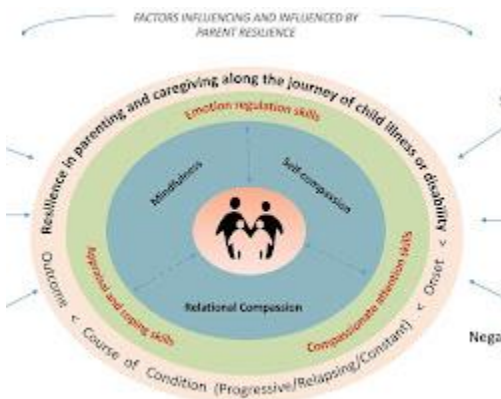 FACTORS INFLUENCING AND INFLUENCED BY
PARENT RESILIENCE
Resilience in parenting and caregiving along the journey of child illness or disability
Emotion regulation skills
Mindfulness
Self-compassion
Relational Compassion
Appraisal and coping skills
Compassionate attention skills
Outcome < Course of Condition (Progressive/Relapsing/Constant) < Onset <
Nega